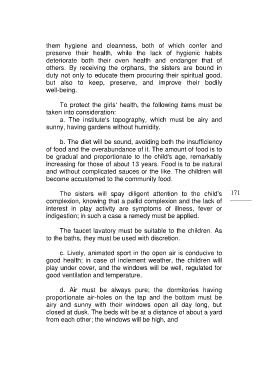 them hygiene and cleanness, both of which confer and
preserve their health, while the lack of hygienic habits
deteriorate both their oven health and endanger that of
others. By receiving the orphans, the sisters are bound in
duty not only to educate them procuring their spiritual good,
but also to keep, preserve, and improve their bodily
well-being.
To protect the girls' health, the following items must be
taken into consideration:
a. The institute's topography, which must be airy and
sunny, having gardens without humidity.
b. The diet will be sound, avoiding both the insufficiency
of food and the overabundance of it. The amount of food is to
be gradual and proportionate to the child's age, remarkably
increasing for those of about 13 years. Food is to be natural
and without complicated sauces or the like. The children will
become accustomed to the community food.
The sisters will spay diligent attention to the child's
complexion, knowing that a pallid complexion and the lack of
interest in play activity are symptoms of illness, fever or
indigestion; in such a case a remedy must be applied.
171
The faucet lavatory must be suitable to the children. As
to the baths, they must be used with discretion.
c. Lively, animated sport in the open air is conducive to
good health; in case of inclement weather, the children will
play under cover, and the windows will be well, regulated for
good ventilation and temperature.
d. Air must be always pure; the dormitories having
proportionate air-holes on the tap and the bottom must be
airy and sunny with their windows open all day long, but
closed at dusk. The beds will be at a distance of about a yard
from each other; the windows will be high, and